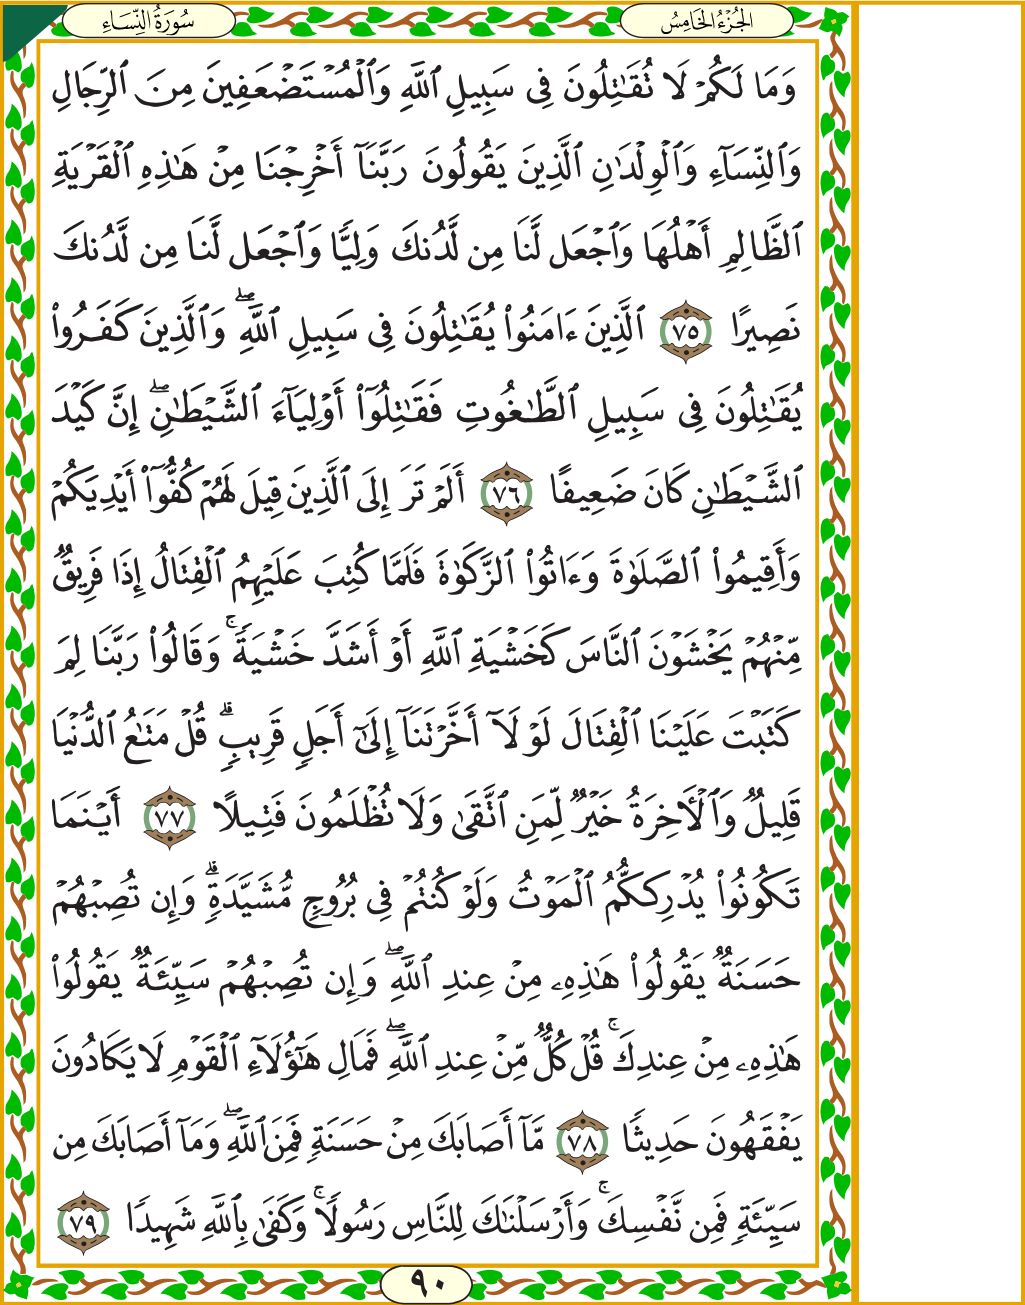 سُورَةُ النِّسَاءِ
الجُزْءُ الخَامِسُ
وَمَا لَكُمْ لَا تُقَٰتِلُونَ فِى سَبِيلِ ٱللَّهِ وَٱلْمُسْتَضْعَفِينَ مِنَ ٱلرِّجَالِ
وَٱلنِّسَآءِ وَٱلْوِلْدَٰنِ ٱلَّذِينَ يَقُولُونَ رَبَّنَآ أَخْرِجْنَا مِنْ هَٰذِهِ ٱلْقَرْيَةِ
ٱلظَّالِمِ أَهْلُهَا وَٱجْعَل لَّنَا مِن لَّدُنكَ وَلِيًّا وَٱجْعَل لَّنَا مِن لَّدُنكَ
نَصِيرًا ٧٥ ٱلَّذِينَ ءَامَنُوا۟ يُقَٰتِلُونَ فِى سَبِيلِ ٱللَّهِ ۖ وَٱلَّذِينَ كَفَرُوا۟
يُقَٰتِلُونَ فِى سَبِيلِ ٱلطَّٰغُوتِ فَقَٰتِلُوٓا۟ أَوْلِيَآءَ ٱلشَّيْطَٰنِ ۖ إِنَّ كَيْدَ
ٱلشَّيْطَٰنِ كَانَ ضَعِيفًا ٧٦ أَلَمْ تَرَ إِلَى ٱلَّذِينَ قِيلَ لَهُمْ كُفُّوٓا۟ أَيْدِيَكُمْ
وَأَقِيمُوا۟ ٱلصَّلَوٰةَ وَءَاتُوا۟ ٱلزَّكَوٰةَ فَلَمَّا كُتِبَ عَلَيْهِمُ ٱلْقِتَالُ إِذَا فَرِيقٌ
مِّنْهُمْ يَخْشَوْنَ ٱلنَّاسَ كَخَشْيَةِ ٱللَّهِ أَوْ أَشَدَّ خَشْيَةً ۚ وَقَالُوا۟ رَبَّنَا لِمَ
كَتَبْتَ عَلَيْنَا ٱلْقِتَالَ لَوْلَآ أَخَّرْتَنَآ إِلَىٰٓ أَجَلٍ قَرِيبٍ ۗ قُلْ مَتَٰعُ ٱلدُّنْيَا
قَلِيلٌ وَٱلْـَٔاخِرَةُ خَيْرٌ لِّمَنِ ٱتَّقَىٰ وَلَا تُظْلَمُونَ فَتِيلًا ٧٧ أَيْنَمَا
تَكُونُوا۟ يُدْرِككُّمُ ٱلْمَوْتُ وَلَوْ كُنتُمْ فِى بُرُوجٍ مُّشَيَّدَةٍ ۗ وَإِن تُصِبْهُمْ
حَسَنَةٌ يَقُولُوا۟ هَٰذِهِۦ مِنْ عِندِ ٱللَّهِ ۖ وَإِن تُصِبْهُمْ سَيِّئَةٌ يَقُولُوا۟
هَٰذِهِۦ مِنْ عِندِكَ ۚ قُلْ كُلٌّ مِّنْ عِندِ ٱللَّهِ ۖ فَمَالِ هَٰٓؤُلَآءِ ٱلْقَوْمِ لَا يَكَادُونَ
يَفْقَهُونَ حَدِيثًا ٧٨ مَّآ أَصَابَكَ مِنْ حَسَنَةٍ فَمِنَ ٱللَّهِ ۖ وَمَآ أَصَابَكَ مِن
سَيِّئَةٍ فَمِن نَّفْسِكَ ۚ وَأَرْسَلْنَٰكَ لِلنَّاسِ رَسُولًا ۚ وَكَفَىٰ بِٱللَّهِ شَهِيدًا ٧٩
٩٠